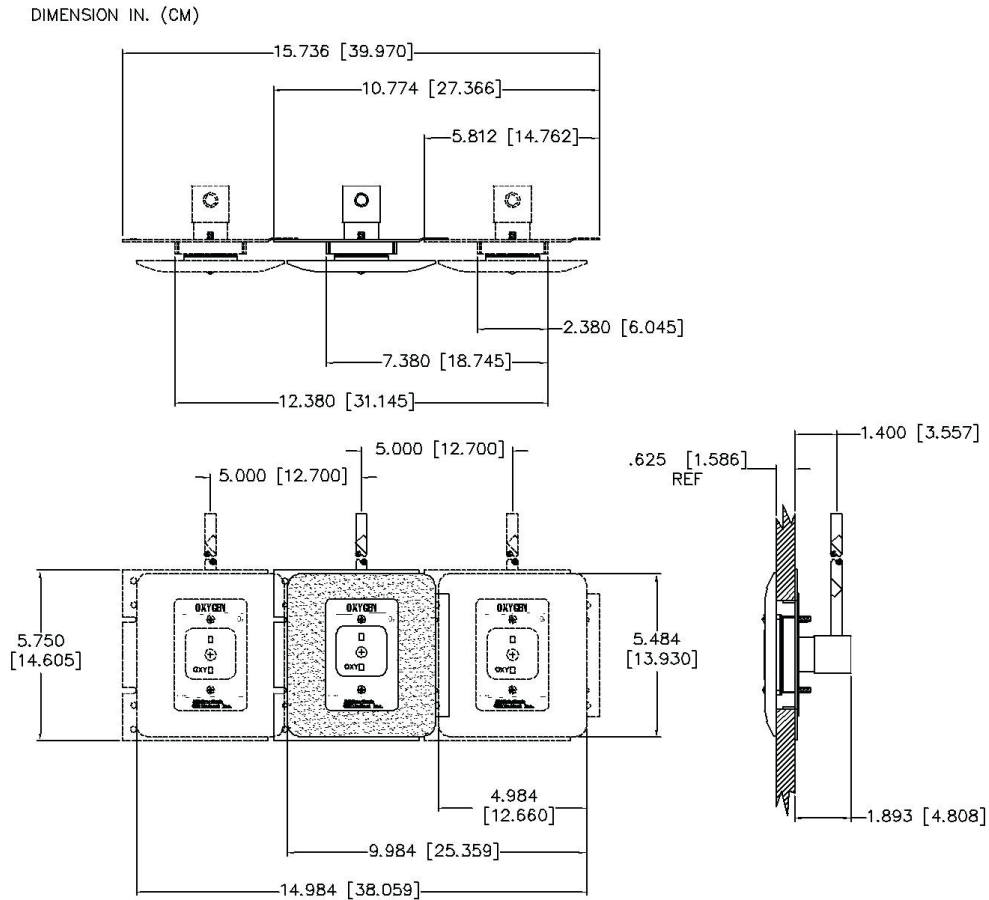 DIMENSION IN. (CM)
15.736 [39.970]
10.774 [27.366]
5.812 [14.762]
2.380 [6.045]
7.380 [18.745]
12.380 [31.145]
5.000 [12.700]
5.000 [12.700]
1.400 [3.557]
.625 [1.586]
REF
OXYGEN
OXYGEN
OXYGEN
O₂
O₂
O₂
5.750
[14.605]
5.484
[13.930]
OXY
OXY
OXY
4.984
[12.660]
1.893 [4.808]
9.984 [25.359]
14.984 [38.059]